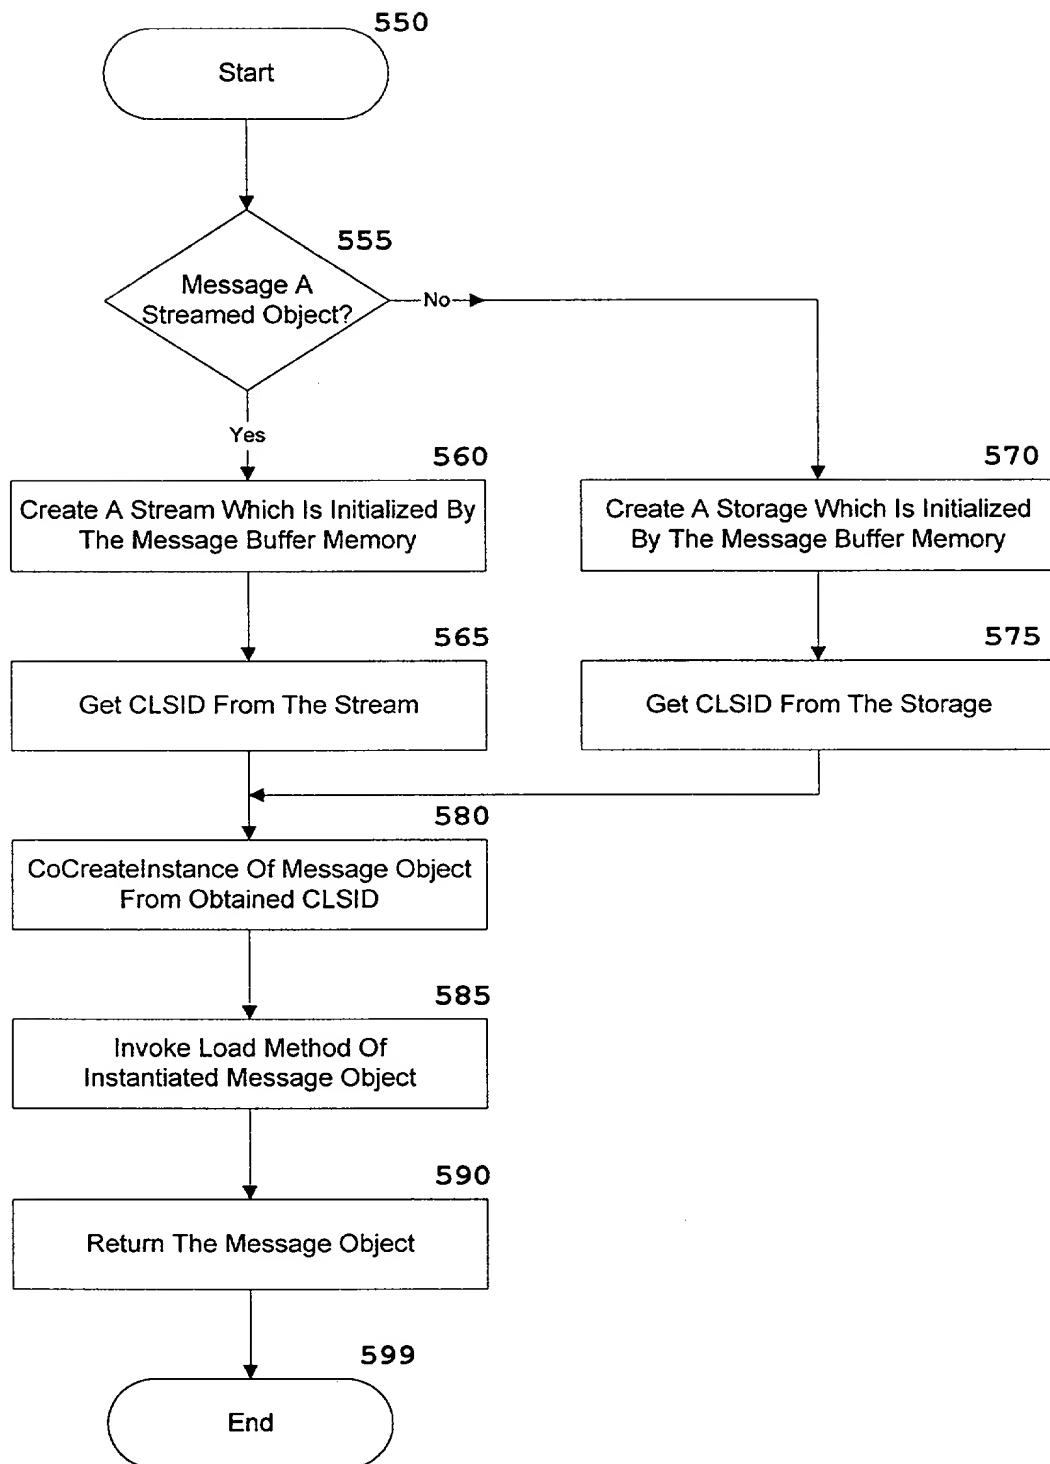 550
Start
555
Message A
Streamed Object?
No
Yes
560
Create A Stream Which Is Initialized By
The Message Buffer Memory
570
Create A Storage Which Is Initialized
By The Message Buffer Memory
565
Get CLSID From The Stream
575
Get CLSID From The Storage
580
CoCreateInstance Of Message Object
From Obtained CLSID
585
Invoke Load Method Of
Instantiated Message Object
590
Return The Message Object
599
End